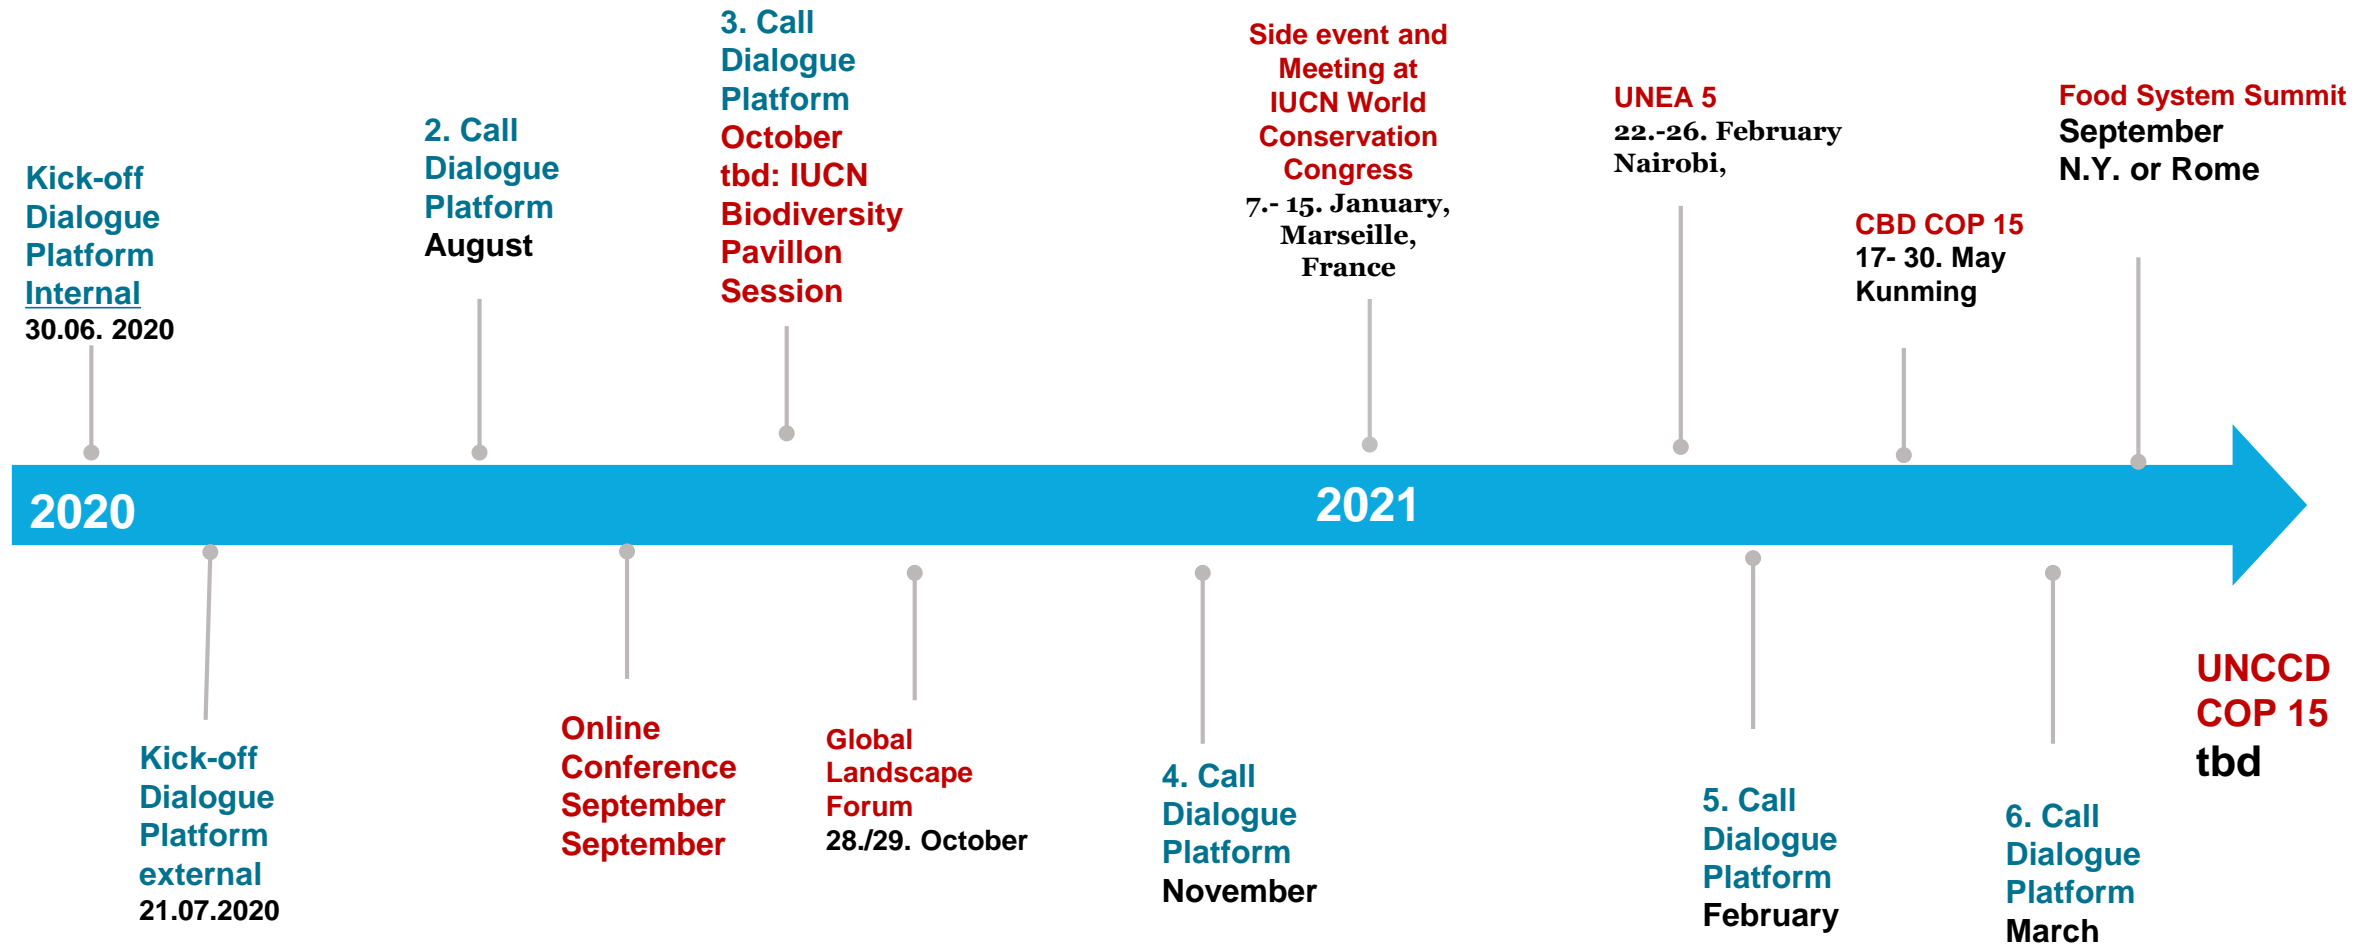 Kick-off
Dialogue
Platform
Internal
30.06. 2020
2. Call
Dialogue
Platform
August
3. Call
Dialogue
Platform
October
tbd: IUCN
Biodiversity
Pavillon
Session
Side event and
Meeting at
IUCN World
Conservation
Congress
7.- 15. January,
Marseille,
France
UNEA 5
22.-26. February
Nairobi,
CBD COP 15
17- 30. May
Kunming
Food System Summit
September
N.Y. or Rome
2020
2021
Kick-off
Dialogue
Platform
external
21.07.2020
Online
Conference
September
September
Global
Landscape
Forum
28./29. October
4. Call
Dialogue
Platform
November
5. Call
Dialogue
Platform
February
6. Call
Dialogue
Platform
March
UNCCD
COP 15
tbd